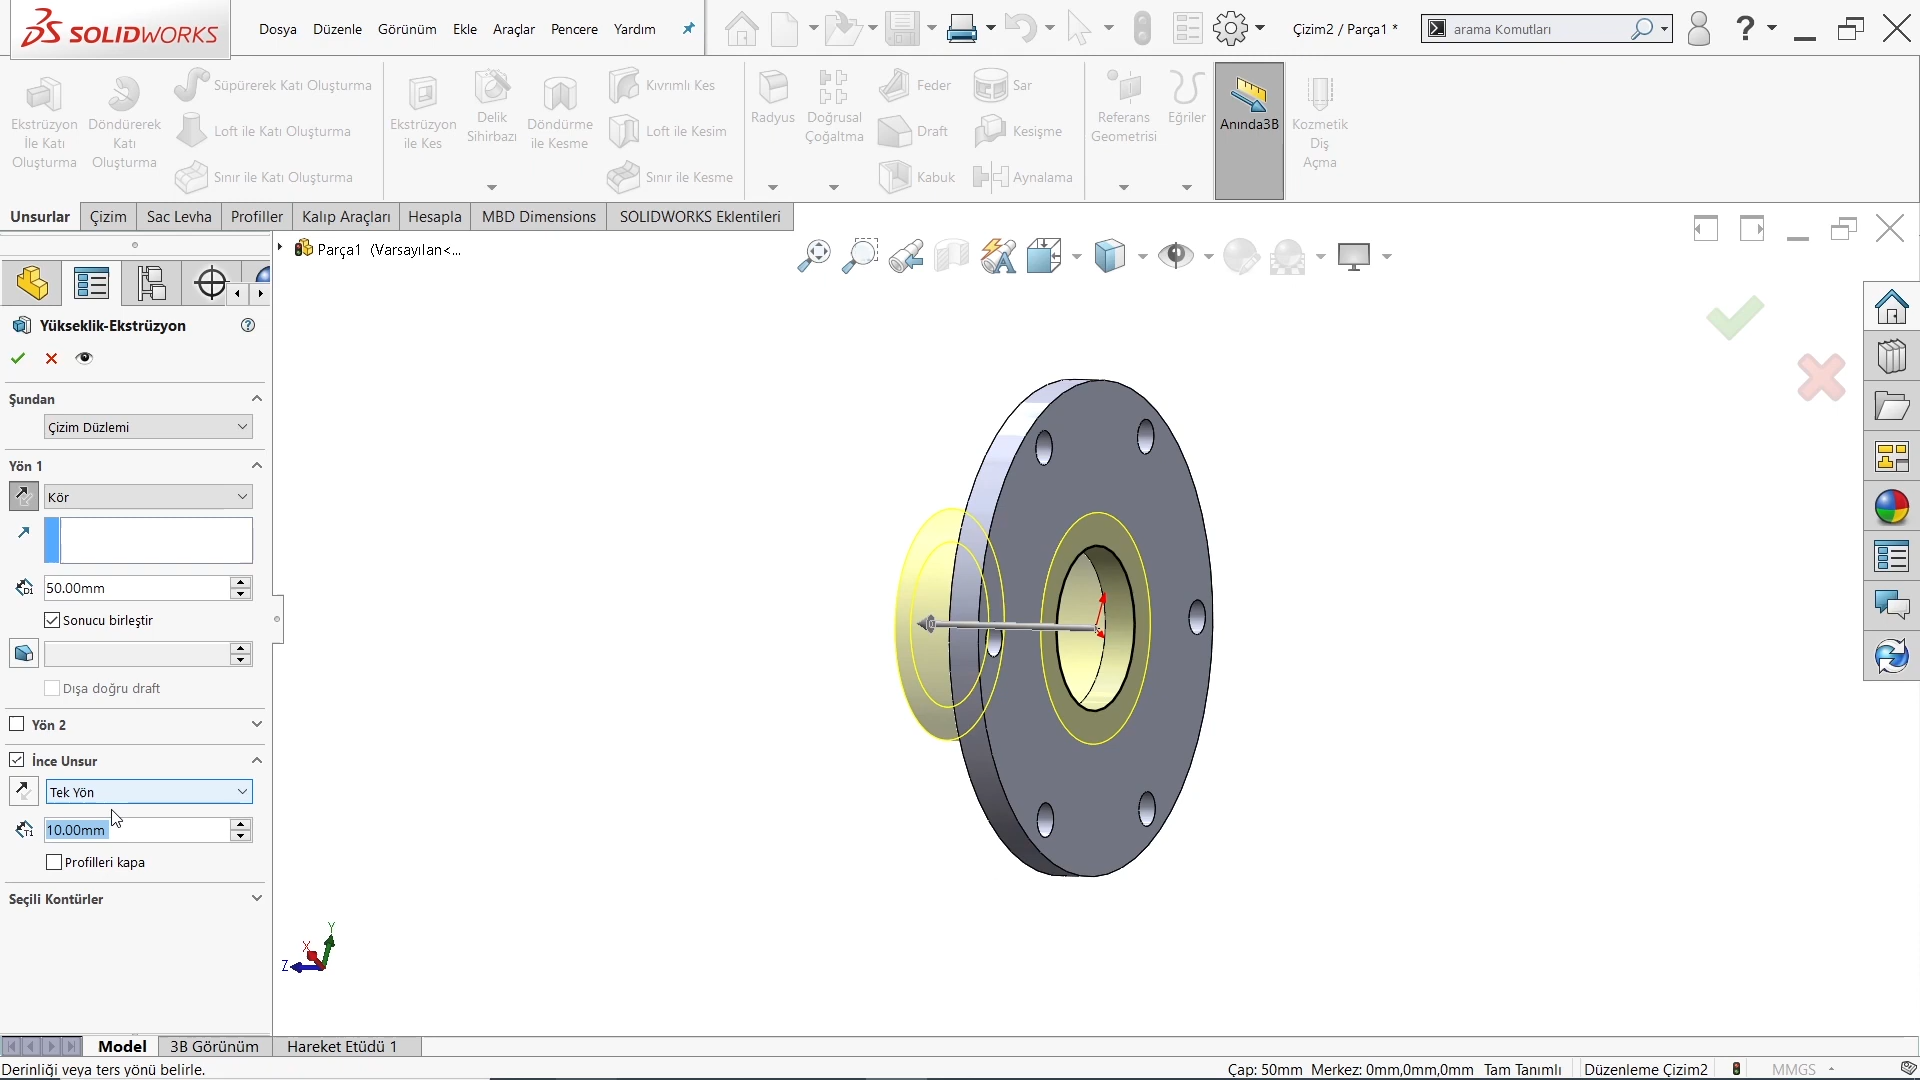 SOLIDWORKS
Dosya Düzenle Görünüm Ekle Araçlar Pencere Yardım
Çizim2 / Parça1 *
arama Komutları
?
Ekstrüzyon İle Katı Oluşturma
Döndürerek Katı Oluşturma
Süpürerek Katı Oluşturma
Loft ile Katı Oluşturma
Sınır ile Katı Oluşturma
Ekstrüzyon ile Kes
Delik Sihirbazı
Döndürme ile Kesme
Kıvrımlı Kes
Loft ile Kesim
Sınır ile Kesme
Radyus
Doğrusal Çoğaltma
Feder
Draft
Kabuk
Sar
Kesişme
Aynalama
Referans Geometrisi
Eğriler
Anında3B
Kozmetik Diş Açma
Unsurlar Çizim Sac Levha Profiller Kalıp Araçları Hesapla MBD Dimensions SOLIDWORKS Eklentileri
Parça1 (Varsayılan<...
Yükseklik-Ekstrüzyon
Şundan
Çizim Düzlemi
Yön 1
Kör
50.00mm
Sonucu birleştir
Dışa doğru draft
Yön 2
İnce Unsur
Tek Yön
10.00mm
Profilleri kapa
Seçili Kontürler
Y
X
Z
Model 3B Görünüm Hareket Etüdü 1
Derinliği veya ters yönü belirle.
Çap: 50mm Merkez: 0mm,0mm,0mm Tam Tanımlı Düzenleme Çizim2 MMGS